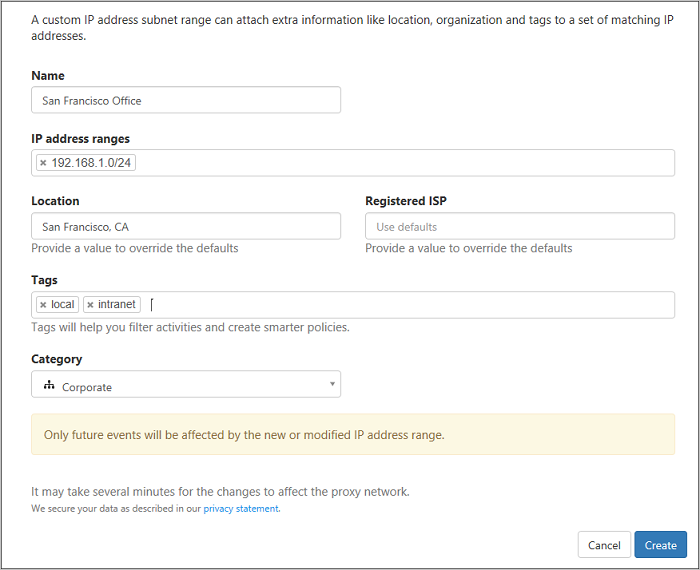 A custom IP address subnet range can attach extra information like location, organization and tags to a set of matching IP
addresses.
Name
San Francisco Office
IP address ranges
× 192.168.1.0/24
Location
Registered ISP
San Francisco, CA
Use defaults
Provide a value to override the defaults
Provide a value to override the defaults
Tags
× local × intranet
Tags will help you filter activities and create smarter policies.
Category
Corporate
Only future events will be affected by the new or modified IP address range.
It may take several minutes for the changes to affect the proxy network.
We secure your data as described in our privacy statement.
Cancel
Create